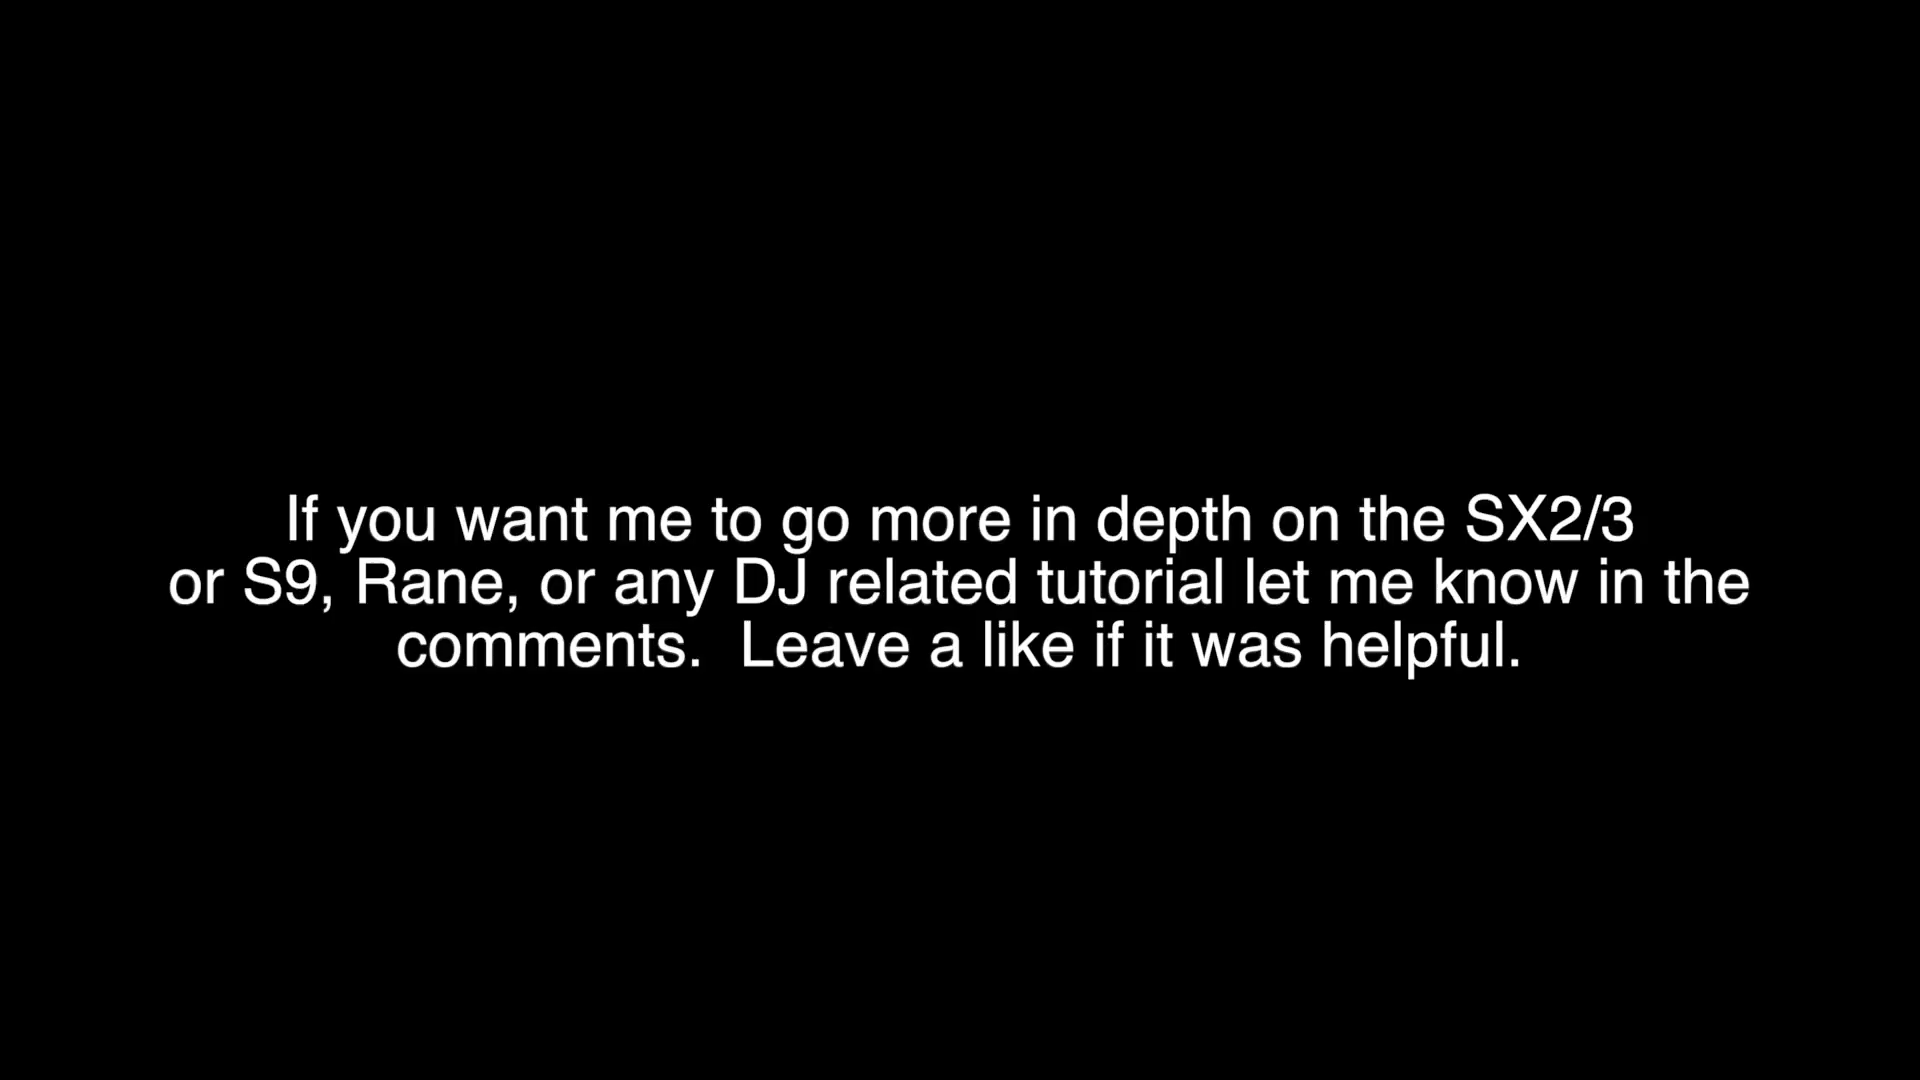 If you want me to go more in depth on the SX2/3
or S9, Rane, or any DJ related tutorial let me know in the
comments.  Leave a like if it was helpful.